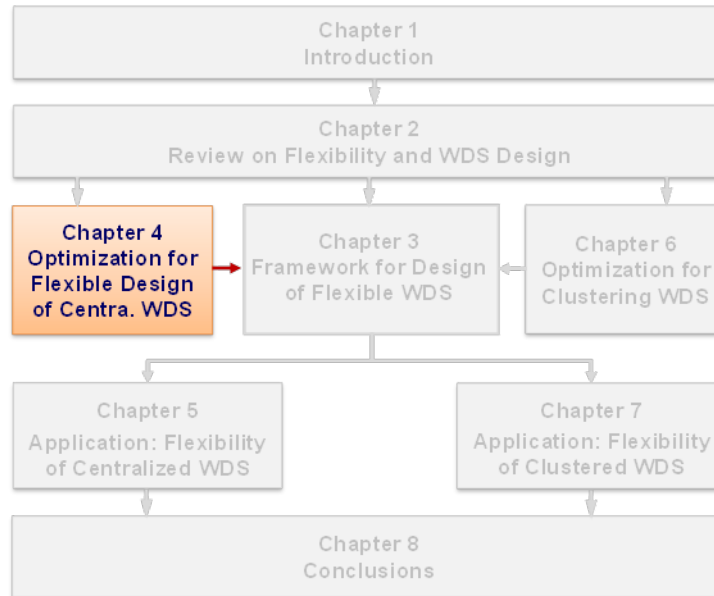 Chapter 1
Introduction
Chapter 2
Review on Flexibility and WDS Design
Chapter 4
Optimization for
Flexible Design
of Centra. WDS
Chapter 3
Framework for Design
of Flexible WDS
Chapter 6
Optimization for
Clustering WDS
Chapter 5
Application: Flexibility
of Centralized WDS
Chapter 7
Application: Flexibility
of Clustered WDS
Chapter 8
Conclusions